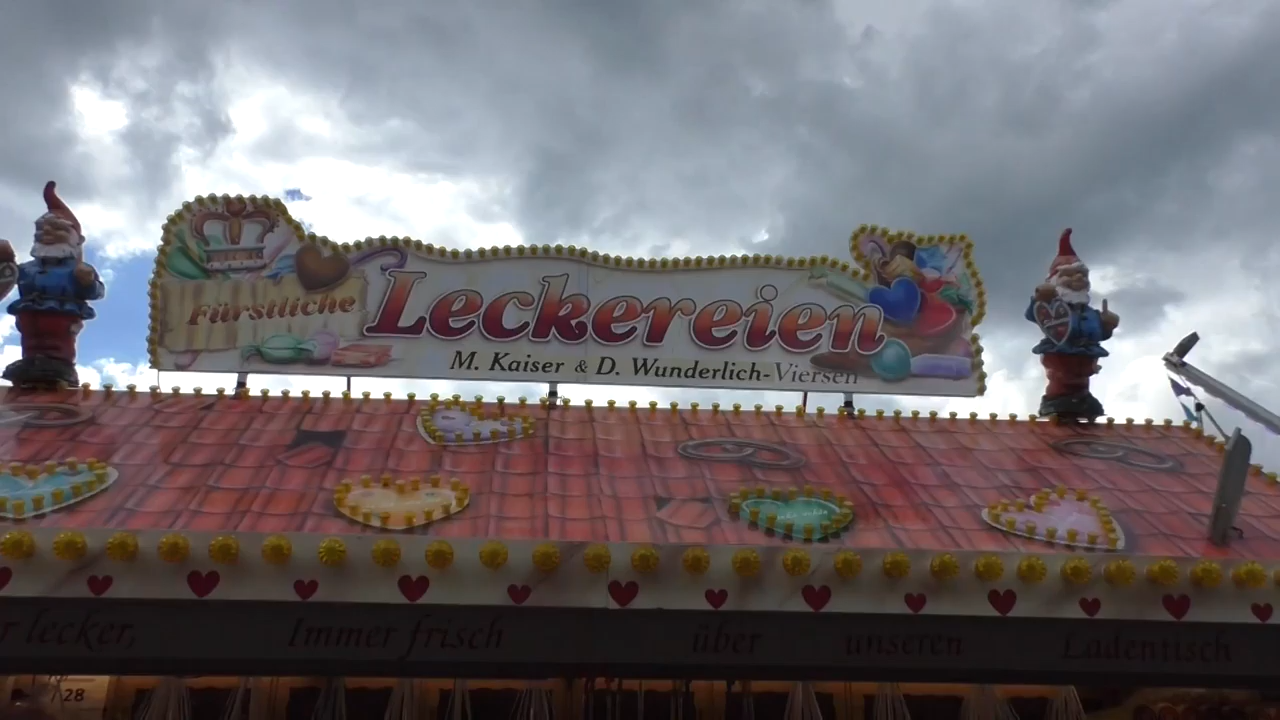 Fürstliche
Leckereien
M. Kaiser & D. Wunderlich-Viersen
r lecker, Immer frisch über unseren Ladentisch
28